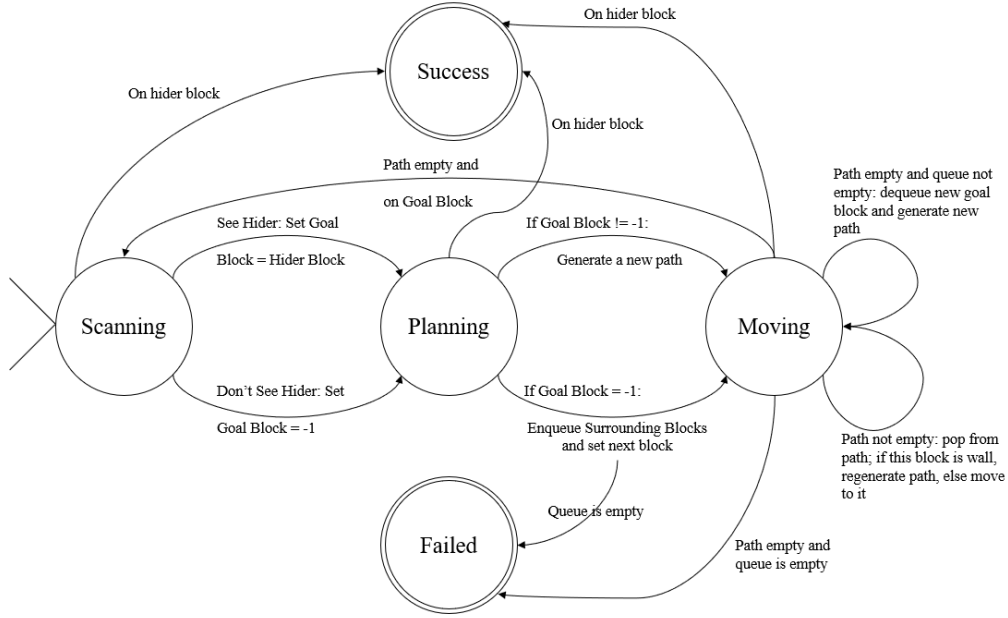 On hider block
Success
On hider block
On hider block
Path empty and
on Goal Block
Path empty and queue not
empty: dequeue new goal
block and generate new
path
See Hider: Set Goal
Block = Hider Block
If Goal Block != -1:
Generate a new path
Scanning
Planning
Moving
Don’t See Hider: Set
Goal Block = -1
If Goal Block = -1:
Enqueue Surrounding Blocks
and set next block
Path not empty: pop from
path; if this block is wall,
regenerate path, else move
to it
Queue is empty
Failed
Path empty and
queue is empty